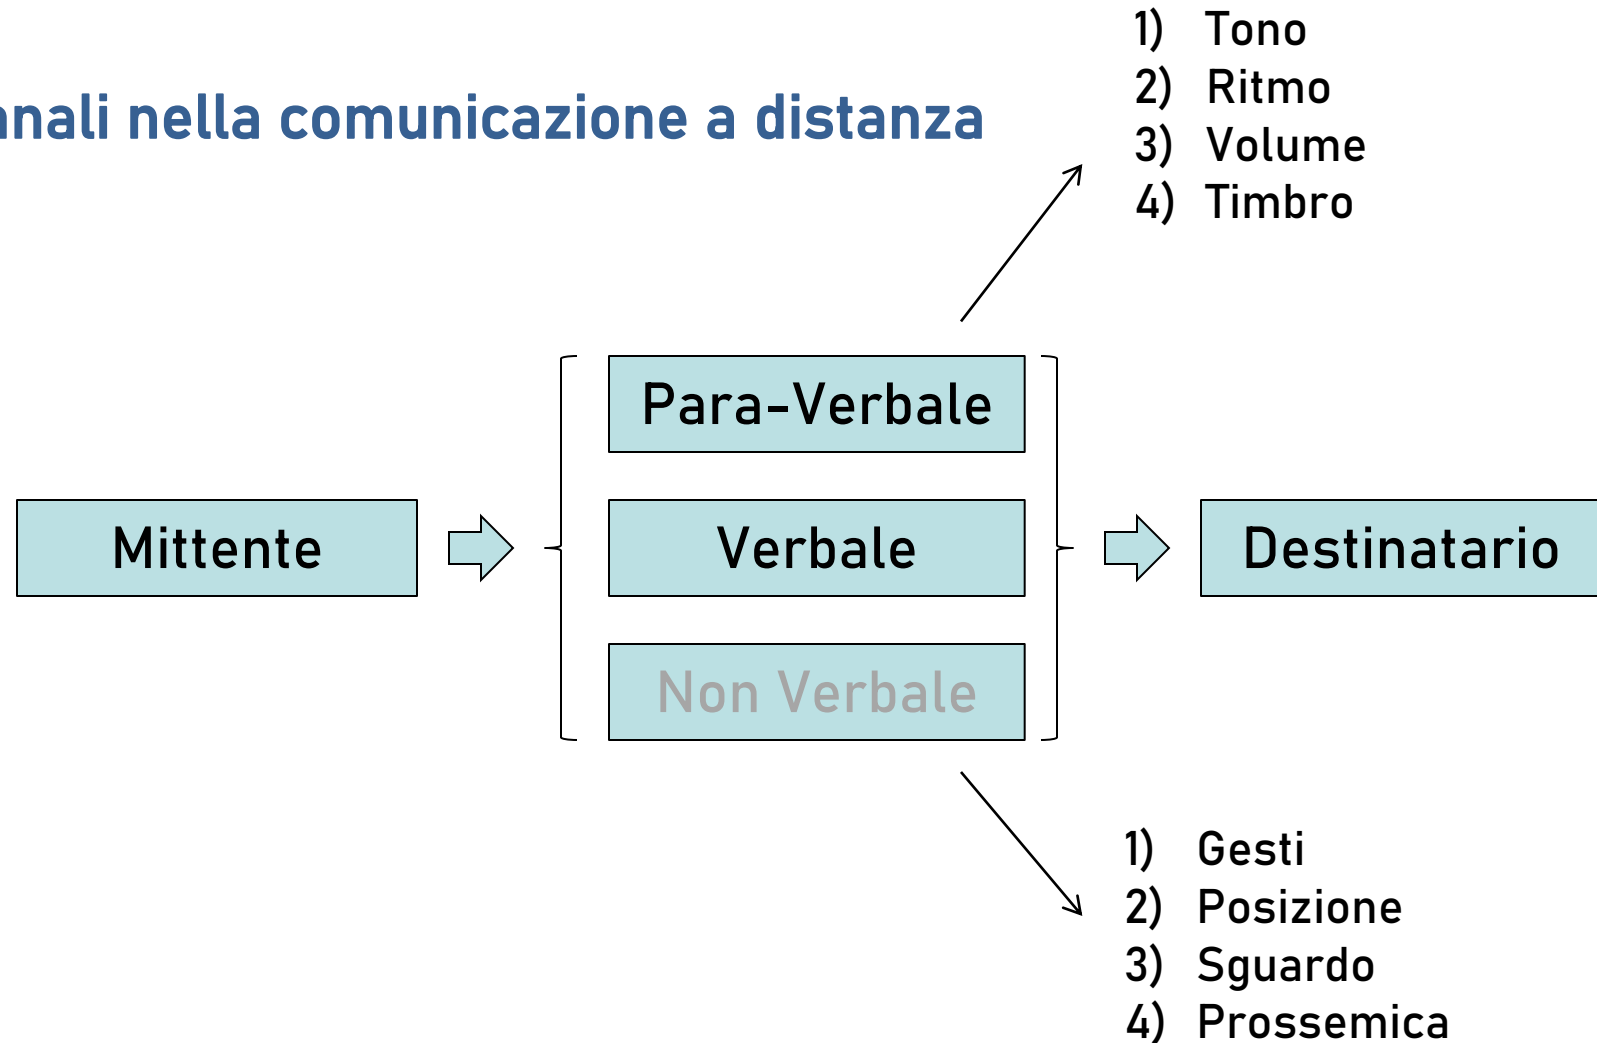 nali nella comunicazione a distanza
1) Tono
2) Ritmo
3) Volume
4) Timbro
Para-Verbale
Mittente
Verbale
Destinatario
Non Verbale
1) Gesti
2) Posizione
3) Sguardo
4) Prossemica